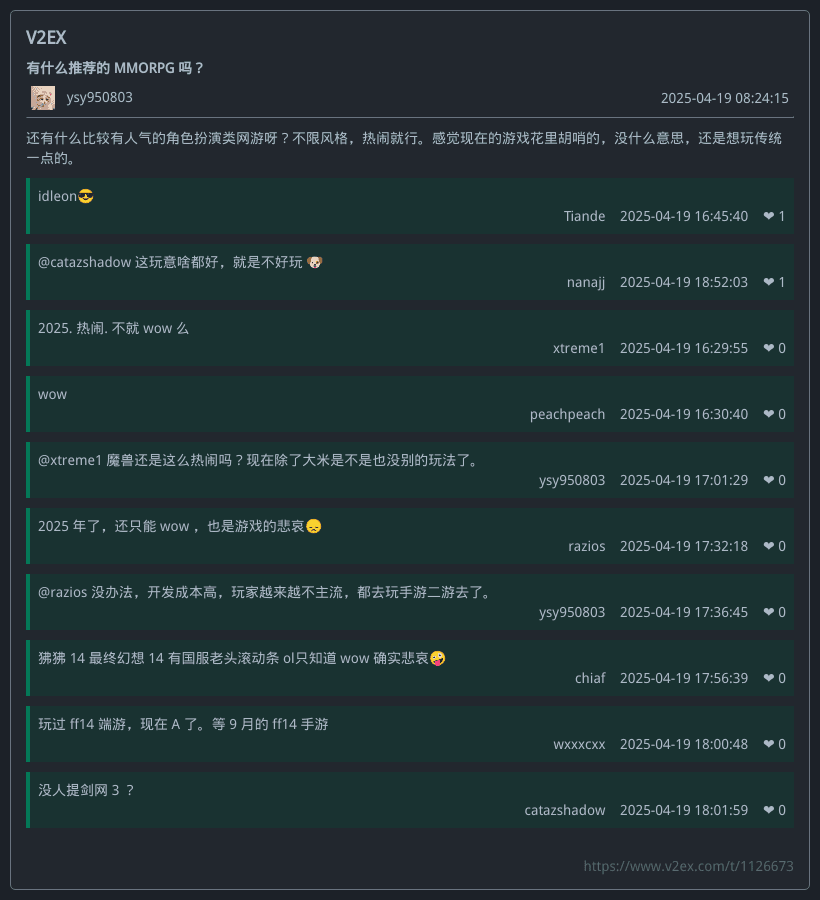 V2EX
有什么推荐的 MMORPG 吗？
ysy950803 2025-04-19 08:24:15
还有什么比较有人气的角色扮演类网游呀？不限风格，热闹就行。感觉现在的游戏花里胡哨的，没什么意思，还是想玩传统
一点的。
idleon😎
Tiande 2025-04-19 16:45:40 ❤ 1
@catazshadow 这玩意啥都好，就是不好玩 🐶
nanajj 2025-04-19 18:52:03 ❤ 1
2025. 热闹. 不就 wow 么
xtreme1 2025-04-19 16:29:55 ❤ 0
wow
peachpeach 2025-04-19 16:30:40 ❤ 0
@xtreme1 魔兽还是这么热闹吗？现在除了大米是不是也没别的玩法了。
ysy950803 2025-04-19 17:01:29 ❤ 0
2025 年了，还只能 wow ，也是游戏的悲哀😞
razios 2025-04-19 17:32:18 ❤ 0
@razios 没办法，开发成本高，玩家越来越不主流，都去玩手游二游去了。
ysy950803 2025-04-19 17:36:45 ❤ 0
狒狒 14 最终幻想 14 有国服老头滚动条 ol只知道 wow 确实悲哀🤪
chiaf 2025-04-19 17:56:39 ❤ 0
玩过 ff14 端游，现在 A 了。等 9 月的 ff14 手游
wxxxcxx 2025-04-19 18:00:48 ❤ 0
没人提剑网 3 ？
catazshadow 2025-04-19 18:01:59 ❤ 0
https://www.v2ex.com/t/1126673